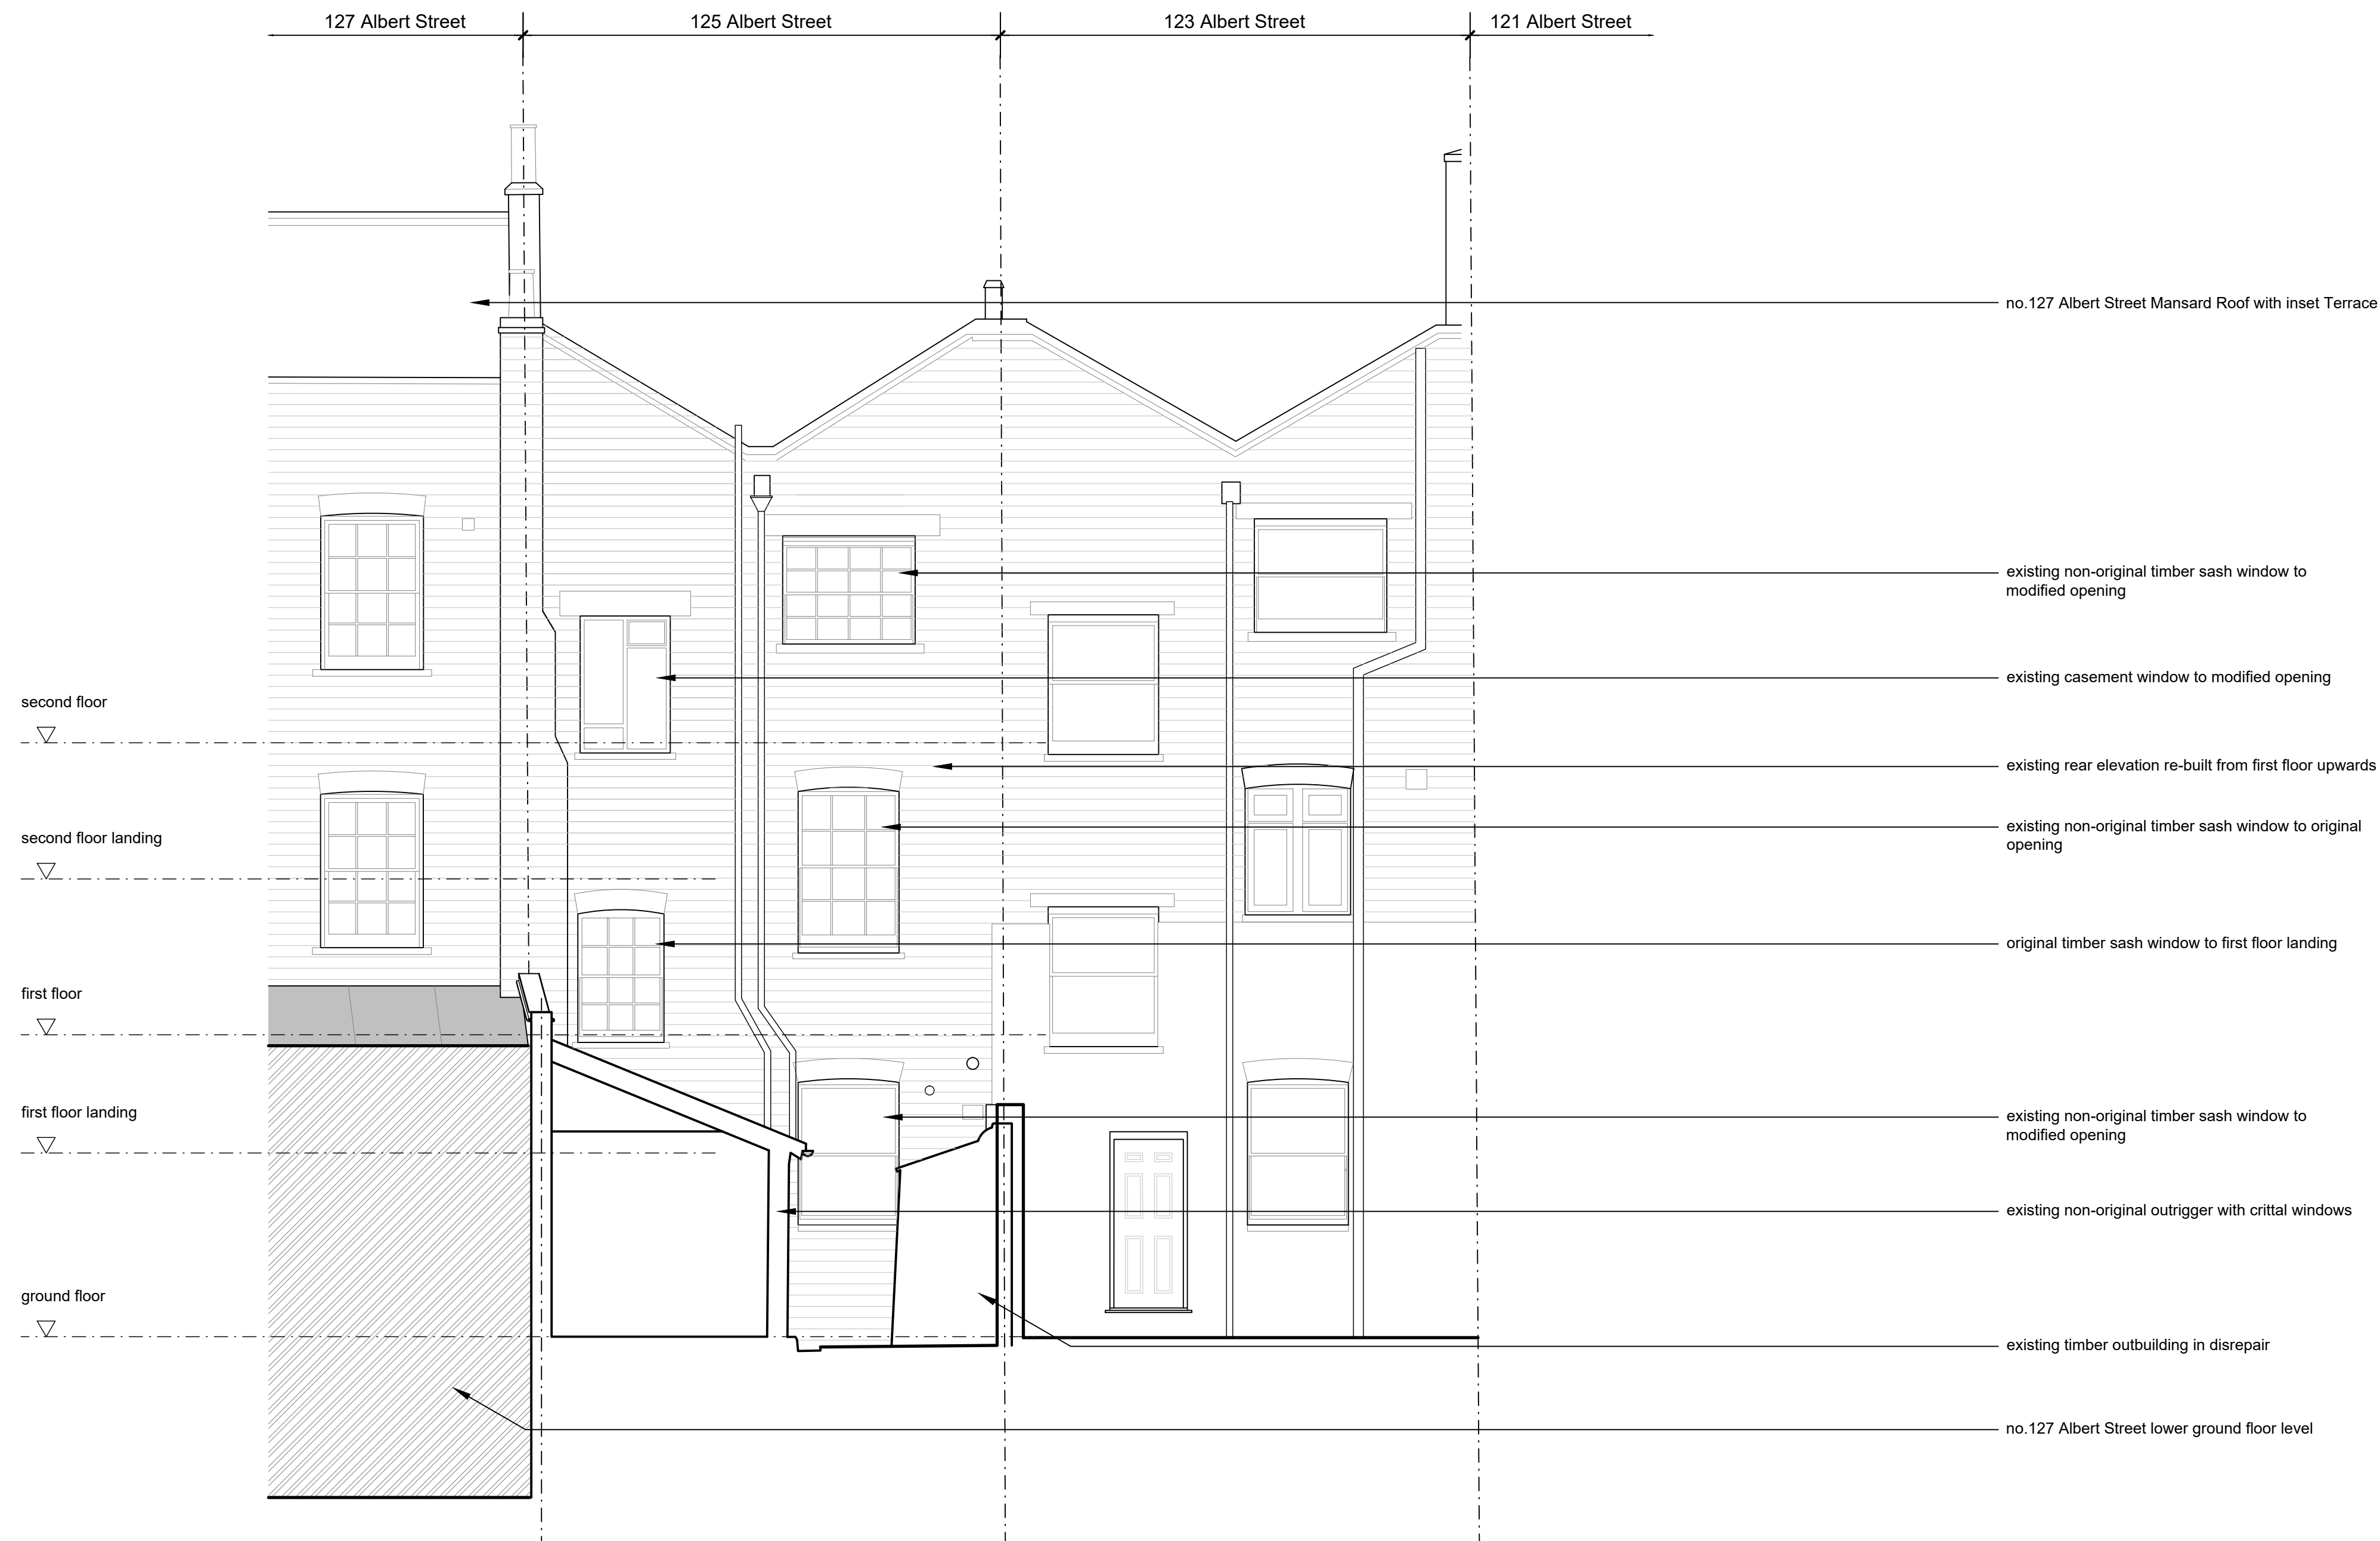 127 Albert Street
125 Albert Street
123 Albert Street
121 Albert Street
no.127 Albert Street Mansard Roof with inset Terrace
existing non-original timber sash window to
modified opening
existing casement window to modified opening
second floor
existing rear elevation re-built from first floor upwards
existing non-original timber sash window to original
opening
second floor landing
original timber sash window to first floor landing
first floor
first floor landing
existing non-original timber sash window to
modified opening
existing non-original outrigger with crittal windows
ground floor
existing timber outbuilding in disrepair
no.127 Albert Street lower ground floor level